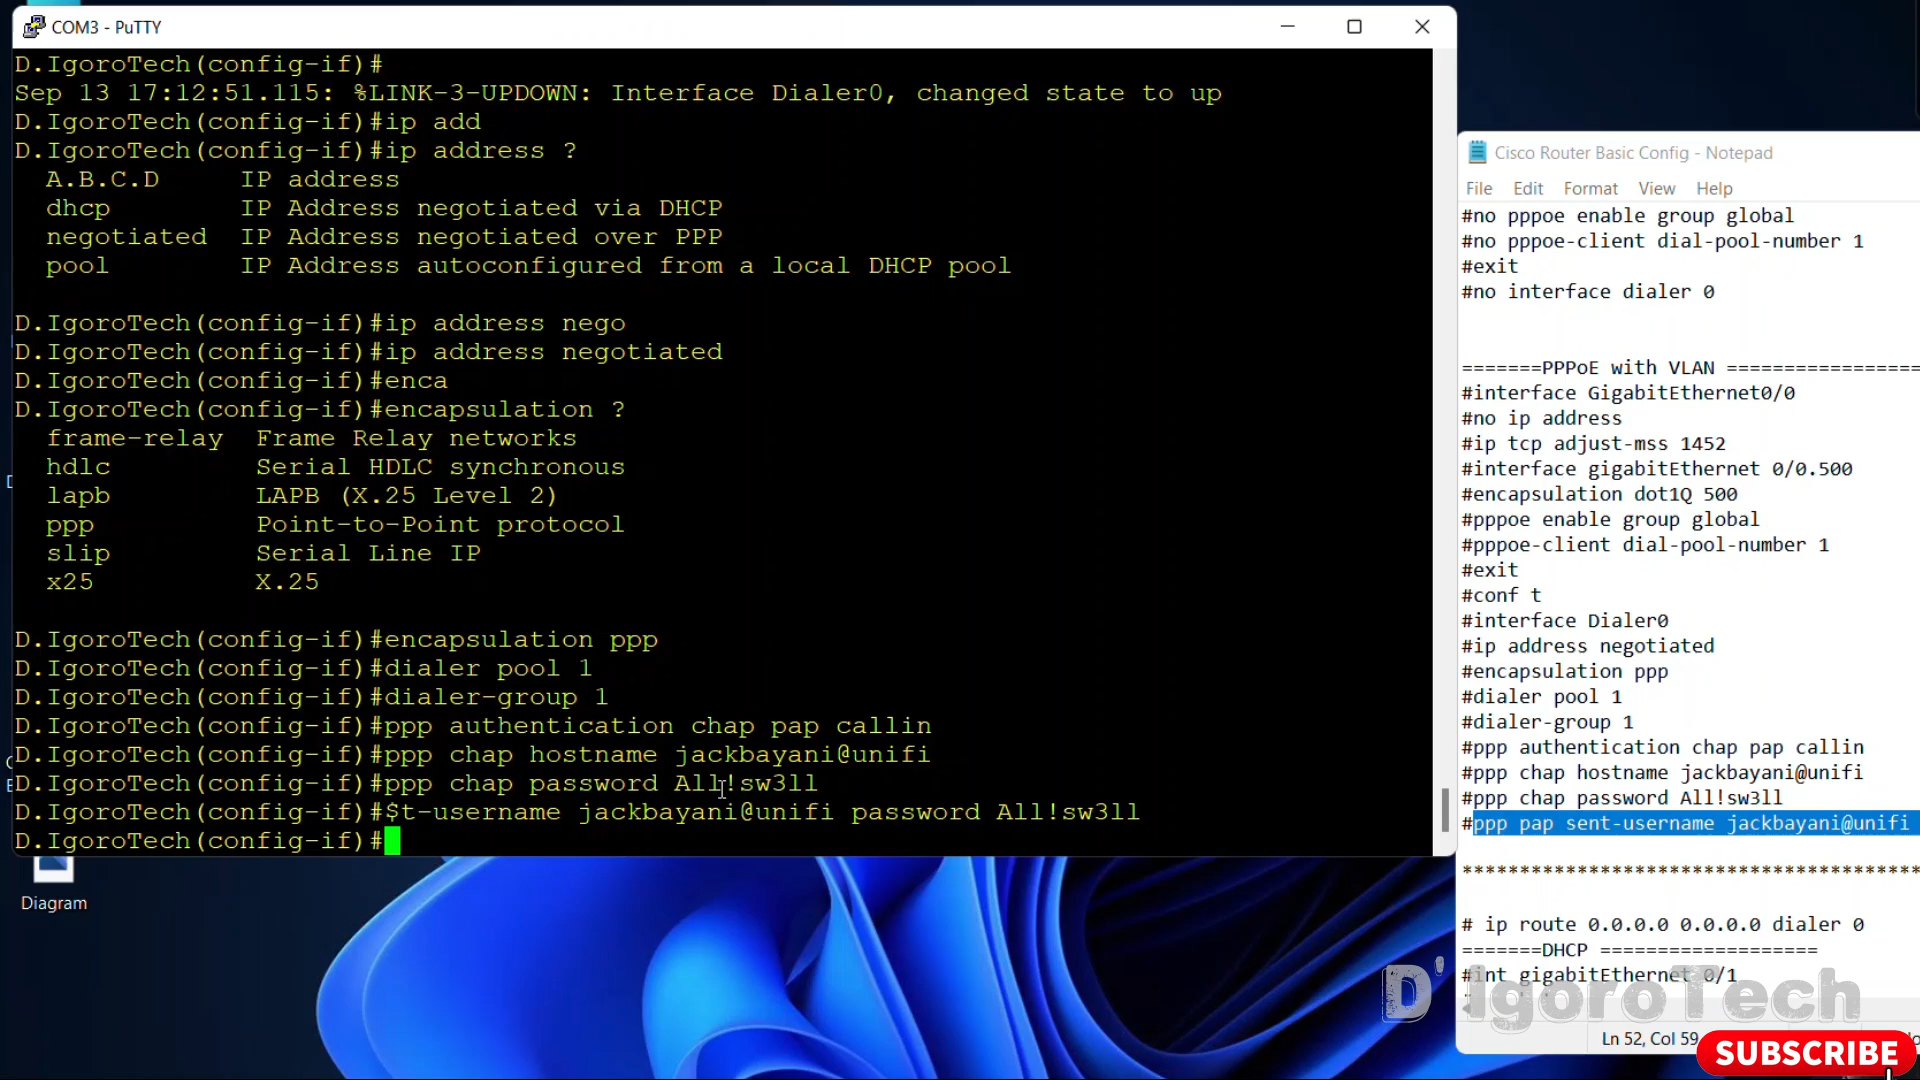 COM3 - PuTTY
D.IgoroTech(config-if)#
Sep 13 17:12:51.115: %LINK-3-UPDOWN: Interface Dialer0, changed state to up
D.IgoroTech(config-if)#ip add
D.IgoroTech(config-if)#ip address ?
A.B.C.D IP address
dhcp IP Address negotiated via DHCP
negotiated IP Address negotiated over PPP
pool IP Address autoconfigured from a local DHCP pool
D.IgoroTech(config-if)#ip address nego
D.IgoroTech(config-if)#ip address negotiated
D.IgoroTech(config-if)#enca
D.IgoroTech(config-if)#encapsulation ?
frame-relay Frame Relay networks
hdlc Serial HDLC synchronous
lapb LAPB (X.25 Level 2)
ppp Point-to-Point protocol
slip Serial Line IP
x25 X.25
D.IgoroTech(config-if)#encapsulation ppp
D.IgoroTech(config-if)#dialer pool 1
D.IgoroTech(config-if)#dialer-group 1
D.IgoroTech(config-if)#ppp authentication chap pap callin
D.IgoroTech(config-if)#ppp chap hostname jackbayani@unifi
D.IgoroTech(config-if)#ppp chap password All!sw3ll
D.IgoroTech(config-if)#$t-username jackbayani@unifi password All!sw3ll
D.IgoroTech(config-if)#
Diagram
Cisco Router Basic Config - Notepad
File Edit Format View Help
#no pppoe enable group global
#no pppoe-client dial-pool-number 1
#exit
#no interface dialer 0
=======PPPoE with VLAN =================
#interface GigabitEthernet0/0
#no ip address
#ip tcp adjust-mss 1452
#interface gigabitEthernet 0/0.500
#encapsulation dot1Q 500
#pppoe enable group global
#pppoe-client dial-pool-number 1
#exit
#conf t
#interface Dialer0
#ip address negotiated
#encapsulation ppp
#dialer pool 1
#dialer-group 1
#ppp authentication chap pap callin
#ppp chap hostname jackbayani@unifi
#ppp chap password All!sw3ll
#ppp pap sent-username jackbayani@unifi
****************************************
# ip route 0.0.0.0 0.0.0.0 dialer 0
=======DHCP ===================
#int gigabitEthernet 0/1
D'IgoroTech
Ln 52, Col 59
SUBSCRIBE